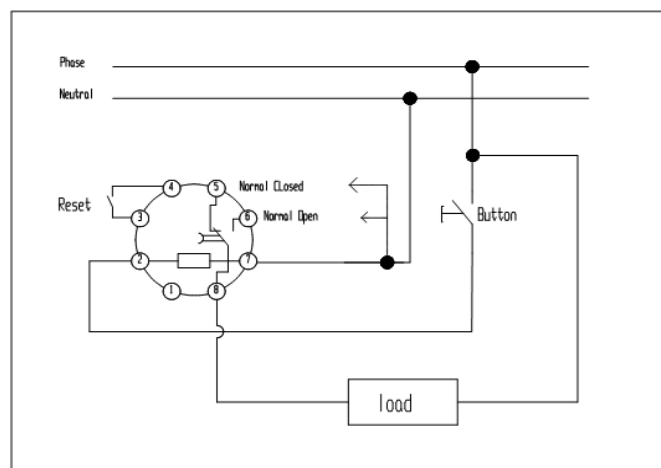 Phase
Neutral
4
5
Normal CLosed
Reset
3
6
Normal Open
Button
2
7
1
8
load